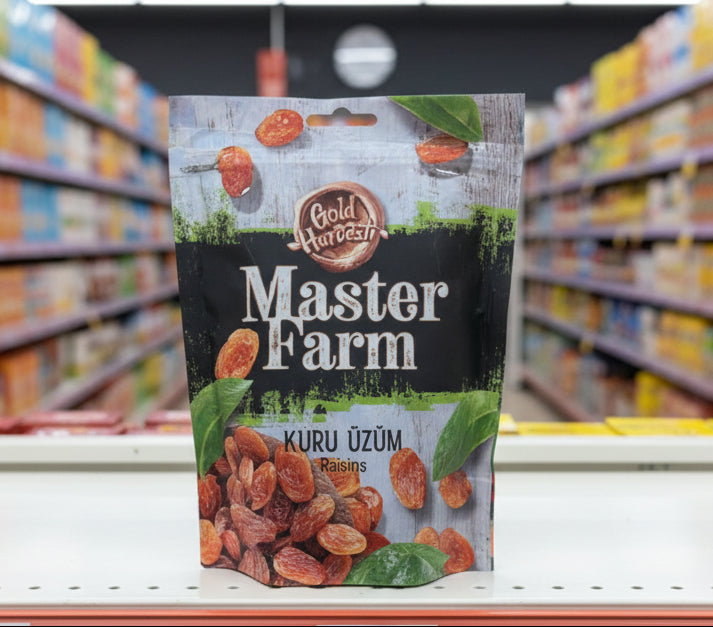 Gold
Harvest
Master
Farm
KURU ÜZÜM
Raisins